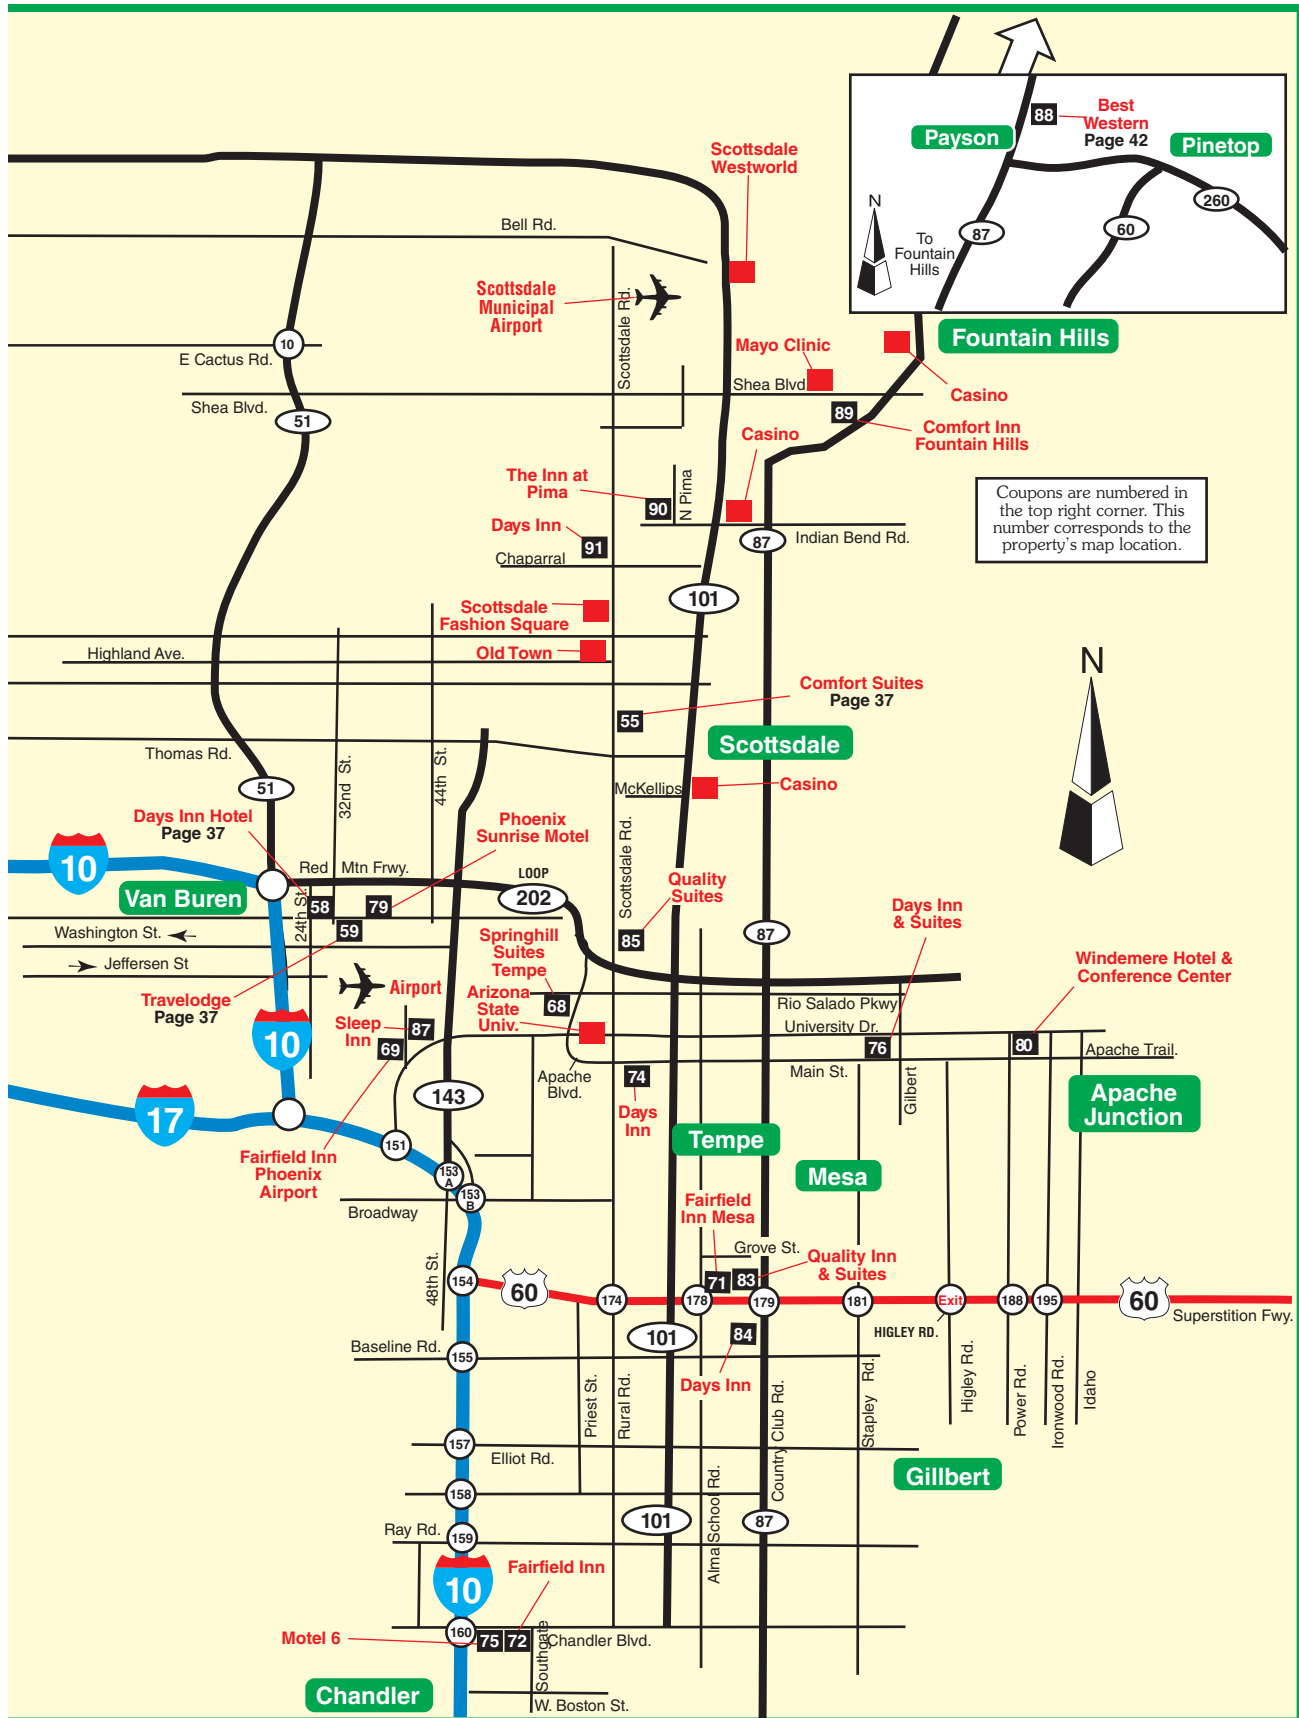 88
Best
Western
Page 42
Payson
Pinetop
260
N
87
60
To
Fountain
Hills
Scottsdale
Westworld
Bell Rd.
Scottsdale
Municipal
Airport
Scottsdale Rd.
Fountain Hills
10
E Cactus Rd.
Mayo Clinic
Casino
Shea Blvd.
Shea Blvd.
51
89
Comfort Inn
Fountain Hills
Casino
The Inn at
Pima
90
N Pima
Coupons are numbered in
the top right corner. This
number corresponds to the
property's map location.
Days Inn
91
87
Indian Bend Rd.
Chaparral
101
Scottsdale
Fashion Square
Highland Ave.
Old Town
N
Comfort Suites
Page 37
55
Scottsdale
Thomas Rd.
32nd St.
44th St.
51
McKellips
Casino
Days Inn Hotel
Page 37
Phoenix
Sunrise Motel
10
Red Mtn Frwy.
LOOP
202
Scottsdale Rd.
Quality
Suites
Van Buren
24th St.
58
79
59
Days Inn
& Suites
Washington St.
Springhill
Suites
Tempe
85
87
Jeffersen St
Windemere Hotel &
Conference Center
Airport
Travelodge
Page 37
Arizona
State
Univ.
68
Rio Salado Pkwy
University Dr.
10
Sleep
Inn
87
69
76
80
Apache Trail.
Main St.
Apache
Blvd.
74
Gilbert
143
17
Days
Inn
Apache
Junction
Tempe
151
Fairfield Inn
Phoenix
Airport
153
A
153
B
Mesa
Broadway
Fairfield
Inn Mesa
Grove St.
Quality Inn
& Suites
48th St.
154
60
71
83
174
178
179
181
Exit
188
195
60
Superstition Fwy.
HIGLEY RD.
101
84
Baseline Rd.
155
Days Inn
Priest St.
Rural Rd.
Country Club Rd.
Stapley Rd.
Higley Rd.
Power Rd.
Ironwood Rd.
Idaho
157
Elliot Rd.
Gillbert
158
Alma School Rd.
101
87
Ray Rd.
159
10
Fairfield Inn
Motel 6
160
75
72
Southgate
Chandler Blvd.
Chandler
W. Boston St.